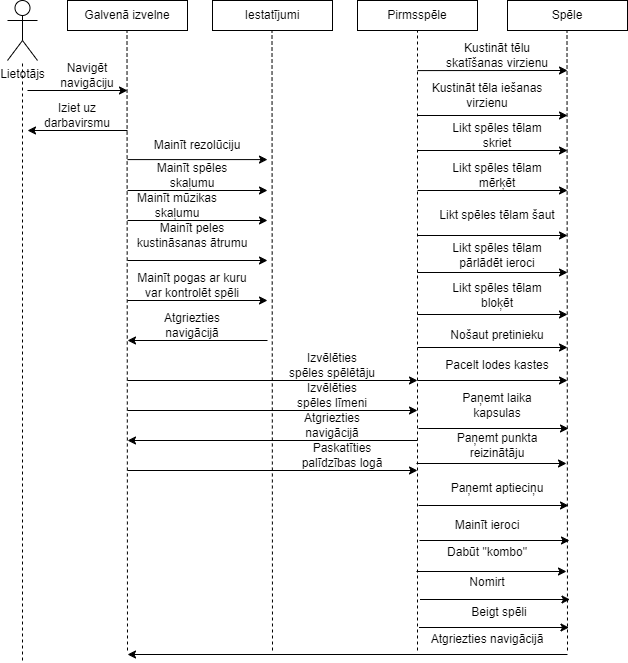 Galvenā izvelne
Iestatījumi
Pirmsspēle
Spēle
Lietotājs
Navigēt
navigāciju
Iziet uz
darbavirsmu
Mainīt rezolūciju
Mainīt spēles
skaļumu
Mainīt mūzikas
skaļumu
Mainīt peles
kustināsanas ātrumu
Mainīt pogas ar kuru
var kontrolēt spēli
Atgriezties
navigācijā
Izvēlēties
spēles spēlētāju
Izvēlēties
spēles līmeni
Atgriezties
navigācijā
Paskatīties
palīdzības logā
Kustināt tēlu
skatīšanas virzienu
Kustināt tēla iešanas
virzienu
Likt spēles tēlam
skriet
Likt spēles tēlam
mērķēt
Likt spēles tēlam šaut
Likt spēles tēlam
pārlādēt ieroci
Likt spēles tēlam
bloķēt
Nošaut pretinieku
Pacelt lodes kastes
Paņemt laika
kapsulas
Paņemt punkta
reizinātāju
Paņemt aptieciņu
Mainīt ieroci
Dabūt "kombo"
Nomirt
Beigt spēli
Atgriezties navigācijā